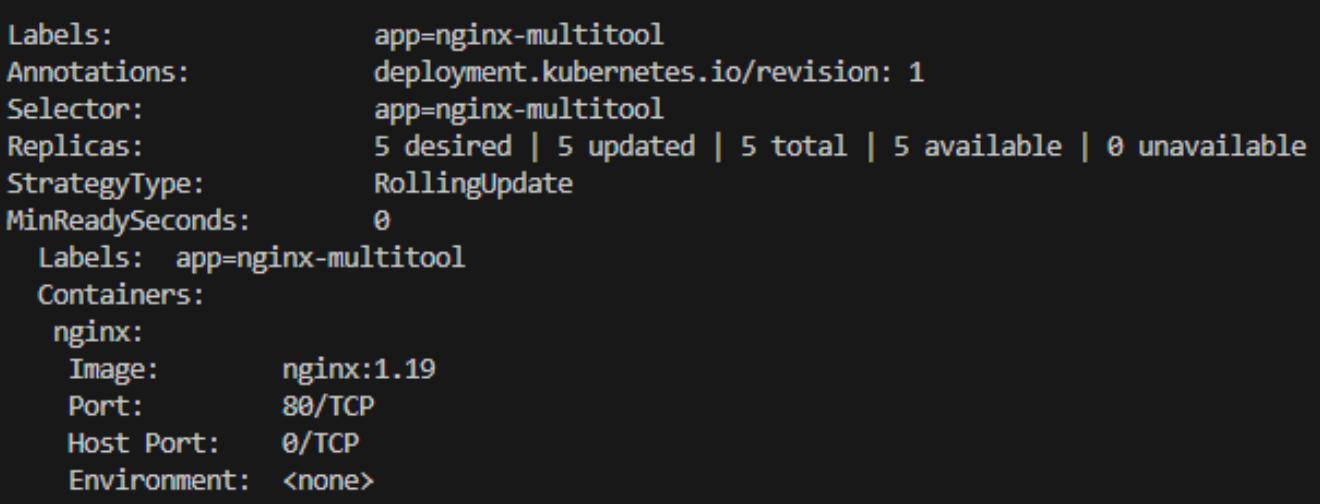 Labels:                 app=nginx-multitool
Annotations:            deployment.kubernetes.io/revision: 1
Selector:               app=nginx-multitool
Replicas:               5 desired | 5 updated | 5 total | 5 available | 0 unavailable
StrategyType:           RollingUpdate
MinReadySeconds:        0
  Labels:  app=nginx-multitool
  Containers:
   nginx:
    Image:        nginx:1.19
    Port:         80/TCP
    Host Port:    0/TCP
    Environment:  <none>